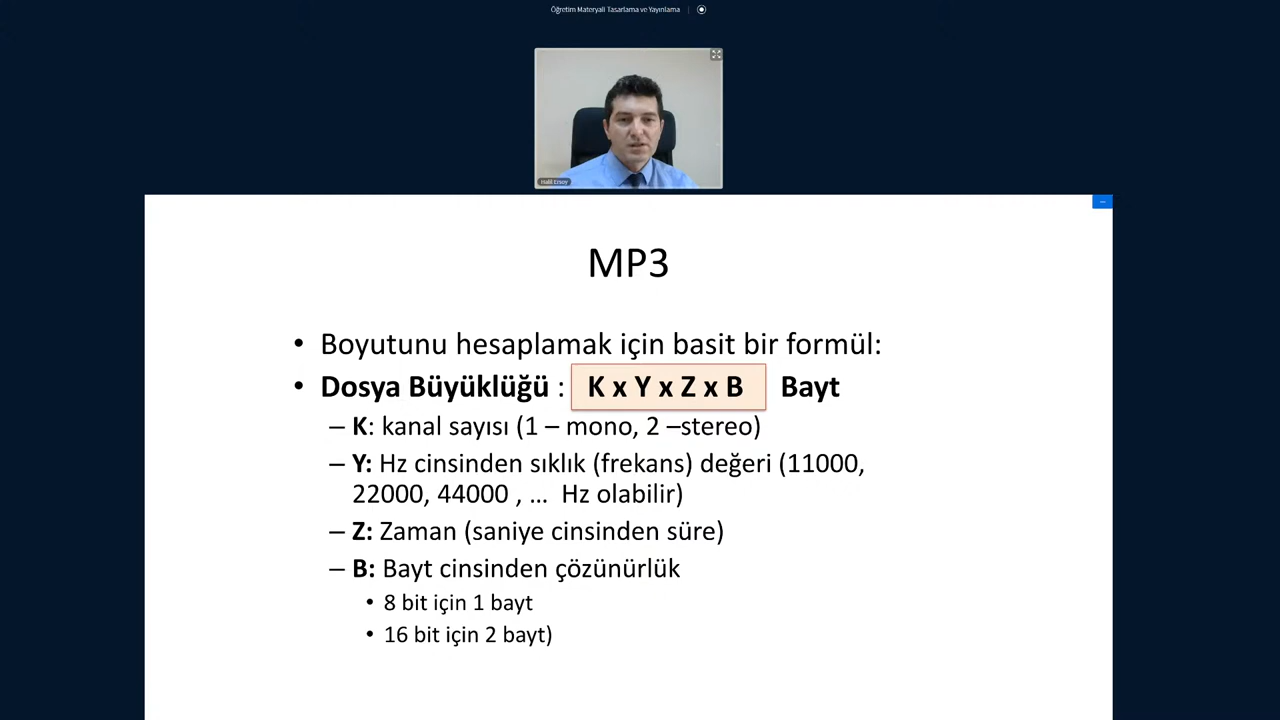 Öğretim Materyali Tasarlama ve Yayınlama
Halil Ersoy
MP3
• Boyutunu hesaplamak için basit bir formül:
• Dosya Büyüklüğü : K x Y x Z x B Bayt
– K: kanal sayısı (1 – mono, 2 –stereo)
– Y: Hz cinsinden sıklık (frekans) değeri (11000,
22000, 44000 , ... Hz olabilir)
– Z: Zaman (saniye cinsinden süre)
– B: Bayt cinsinden çözünürlük
• 8 bit için 1 bayt
• 16 bit için 2 bayt)